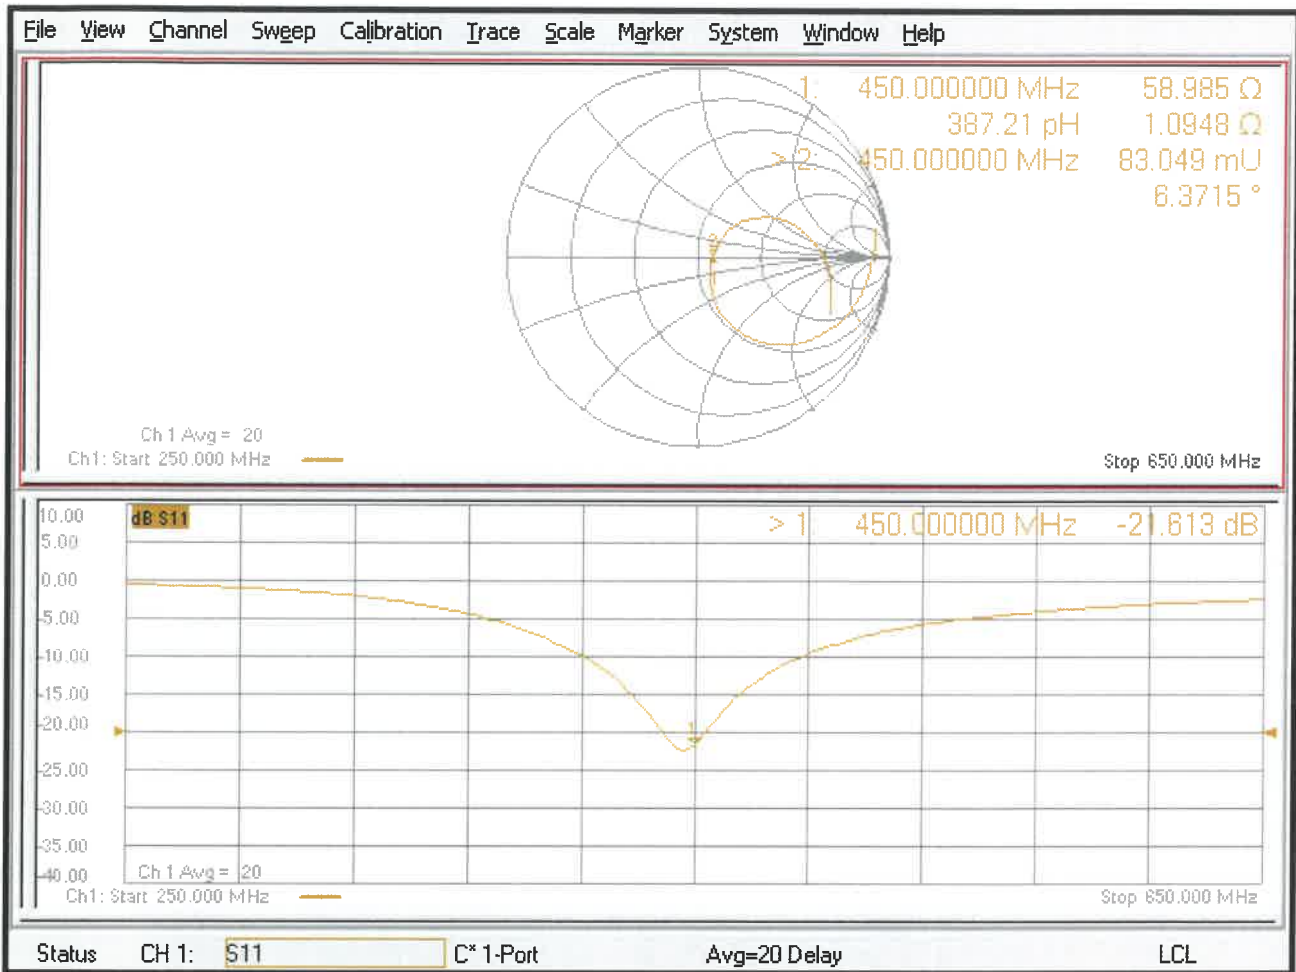 File View Channel Sweep Calibration Trace Scale Marker System Window Help
1: 450.000000 MHz 58.985 Ω
387.21 pH 1.0948 Ω
> 2: 450.000000 MHz 83.049 mU
6.3715 °
2
1
Ch 1 Avg = 20
Ch1: Start 250.000 MHz
Stop 650.000 MHz
10.00
dB S11
> 1: 450.000000 MHz -21.613 dB
5.00
0.00
-5.00
-10.00
-15.00
-20.00
1
-25.00
-30.00
-35.00
-40.00
Ch 1 Avg = 20
Ch1: Start 250.000 MHz
Stop 650.000 MHz
Status CH 1: S11 C* 1-Port Avg=20 Delay LCL